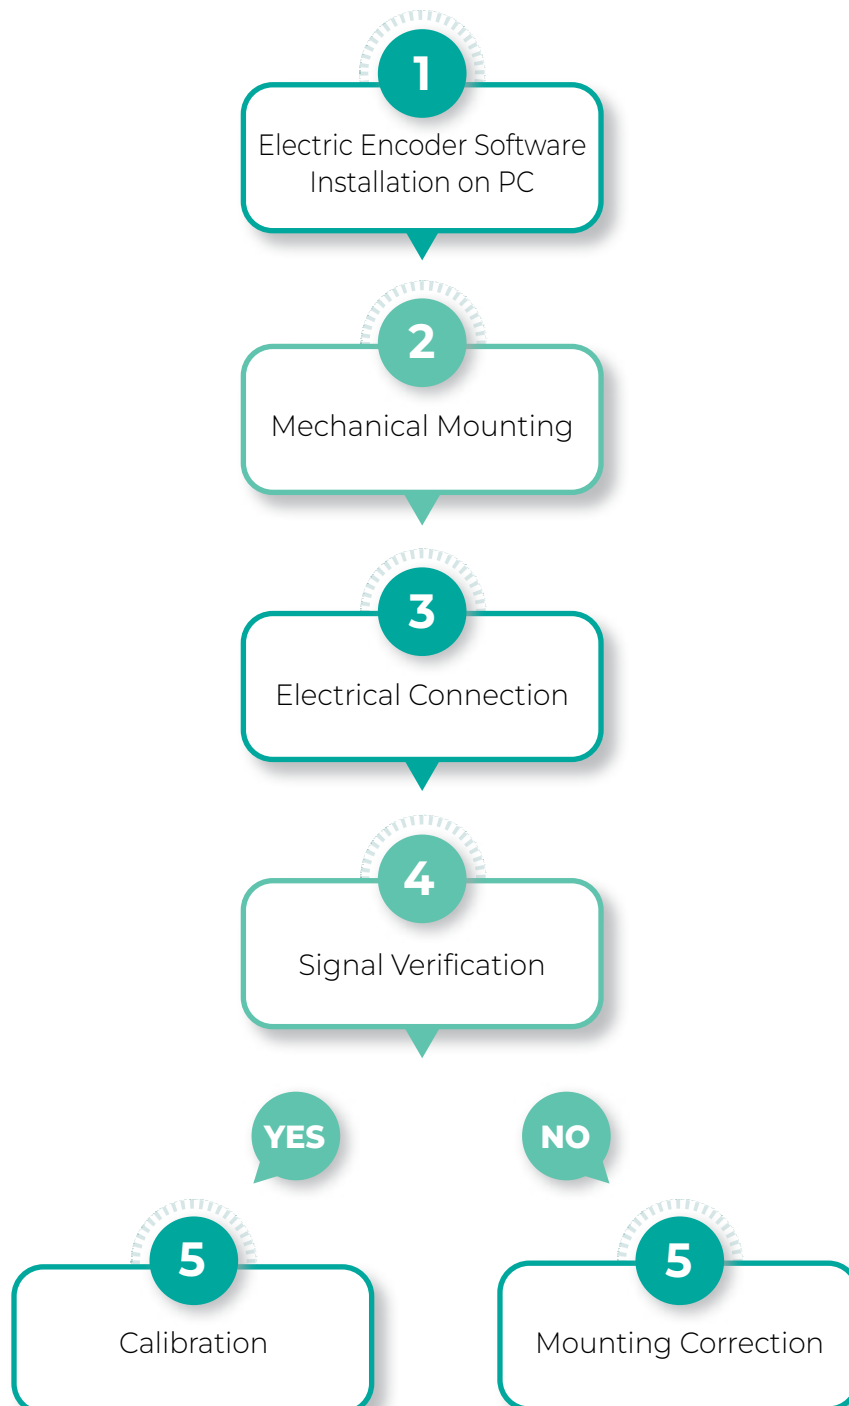 1
Electric Encoder Software
Installation on PC
2
Mechanical Mounting
3
Electrical Connection
4
Signal Verification
YES
NO
5
Calibration
5
Mounting Correction